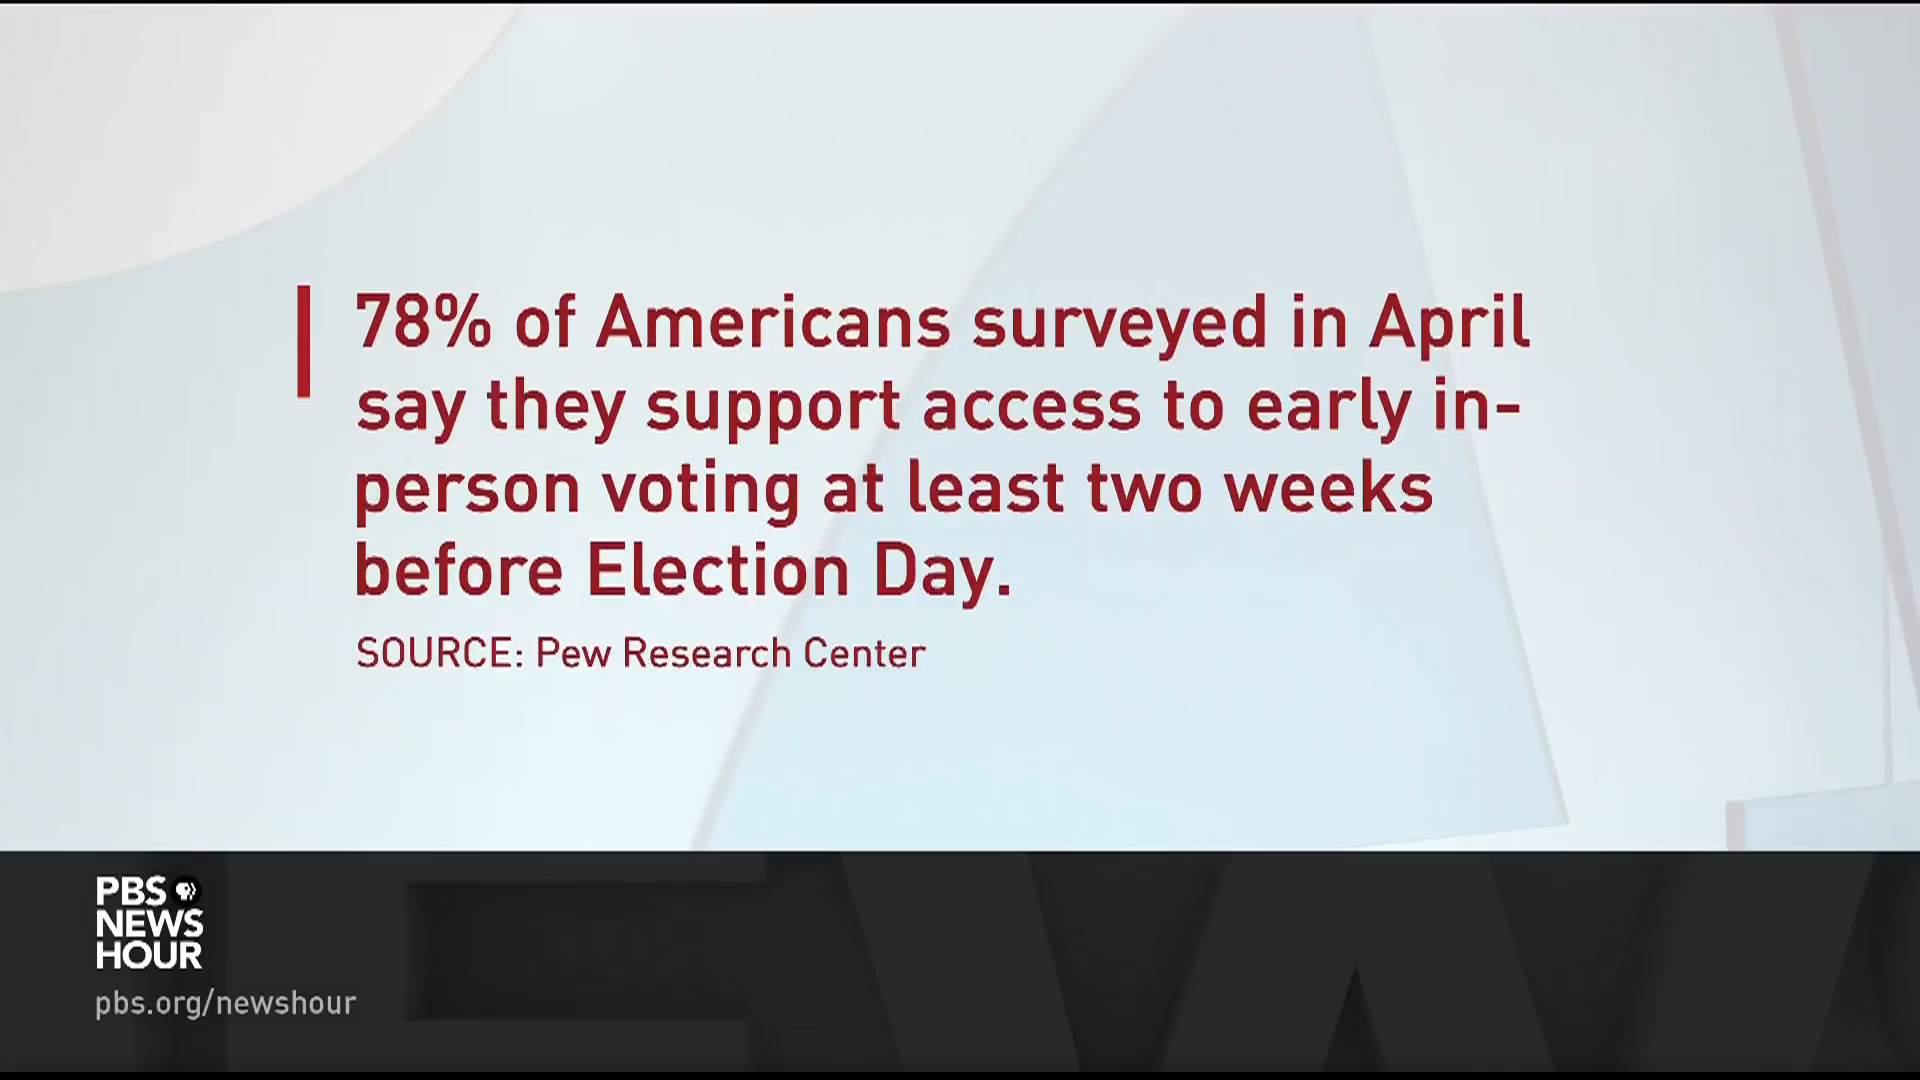 78% of Americans surveyed in April
say they support access to early in-
person voting at least two weeks
before Election Day.
SOURCE: Pew Research Center
PBS
NEWS
HOUR
pbs.org/newshour